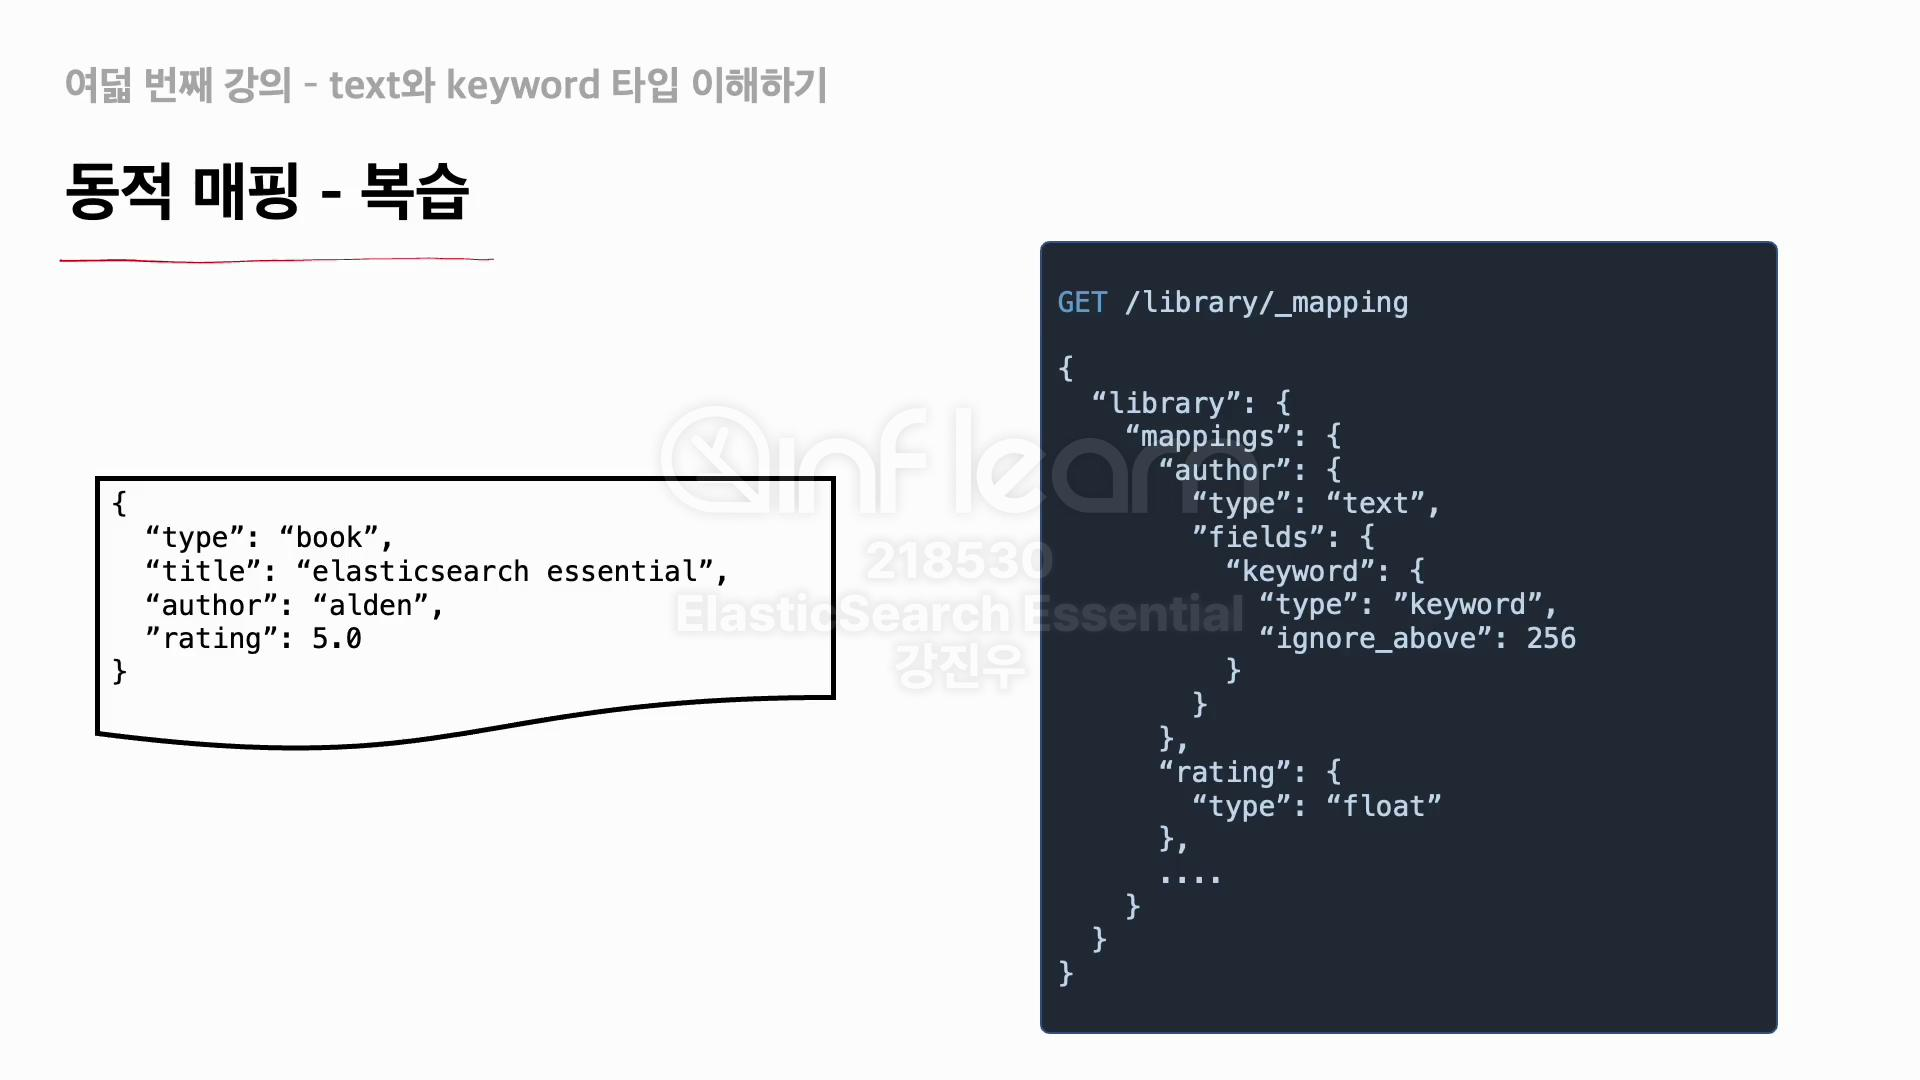 여덟 번째 강의 - text와 keyword 타입 이해하기
동적 매핑 - 복습
{
  “type”: “book”,
  “title”: “elasticsearch essential”,
  “author”: “alden”,
  ”rating”: 5.0
}
GET /library/_mapping
{
  “library”: {
    “mappings”: {
      “author”: {
        “type”: “text”,
        ”fields”: {
          “keyword”: {
            “type”: ”keyword”,
            “ignore_above”: 256
          }
        }
      },
      “rating”: {
        “type”: “float”
      },
      ....
    }
  }
}
inflearn
218530
ElasticSearch Essential
강진우